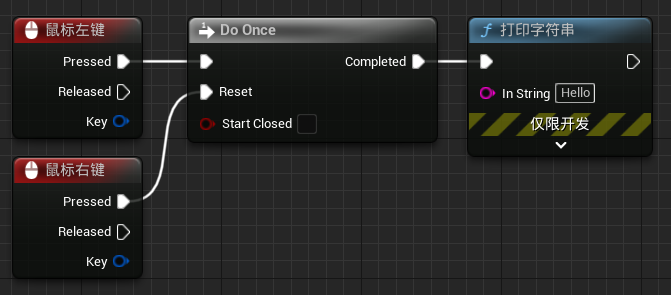 鼠标左键
Pressed
Released
Key
Do Once
Completed
Reset
Start Closed
打印字符串
In String Hello
仅限开发
鼠标右键
Pressed
Released
Key